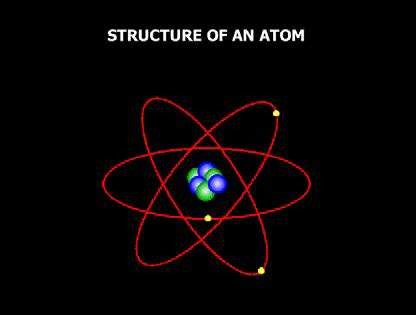 STRUCTURE OF AN ATOM